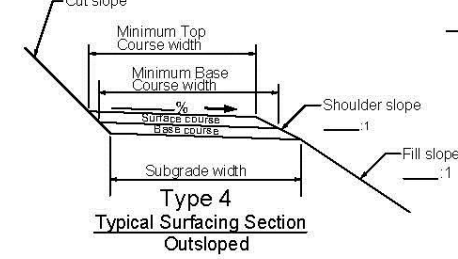 Cut slope
Minimum Top
Course width
Minimum Base
Course width
%
Surface course
Base course
Shoulder slope
:1
Fill slope
:1
Subgrade width
Type 4
Typical Surfacing Section
Outsloped